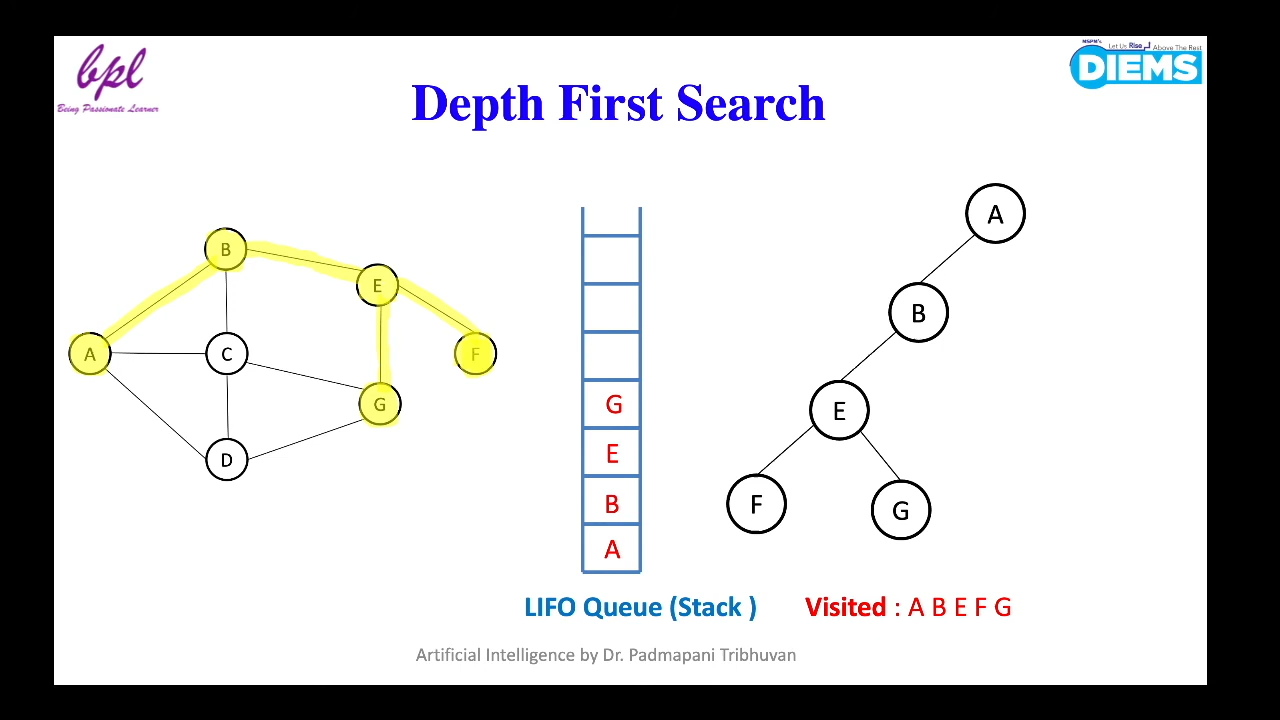 bpl
Being Passionate Learner
MSPM's
Let Us Rise Above The Rest
DIEMS
Depth First Search
B
E
A
C
F
G
D
G
E
B
A
A
B
E
F
G
LIFO Queue (Stack )
Visited : A B E F G
Artificial Intelligence by Dr. Padmapani Tribhuvan